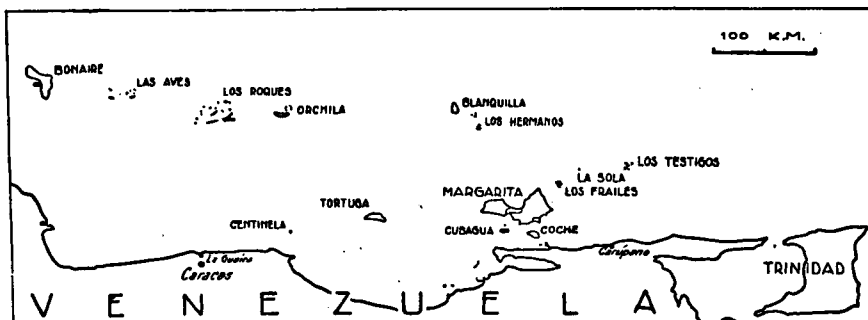 100 K.M.
BONAIRE
LAS AVES
LOS ROQUES
ORCHILA
BLANQUILLA
LOS HERMANOS
LOS TESTIGOS
LA SOLA
LOS FRAILES
MARGARITA
TORTUGA
CENTINELA
CUBAGUA
COCHE
La Guaira
Caracas
Carúpano
TRINIDAD
VENEZUELA